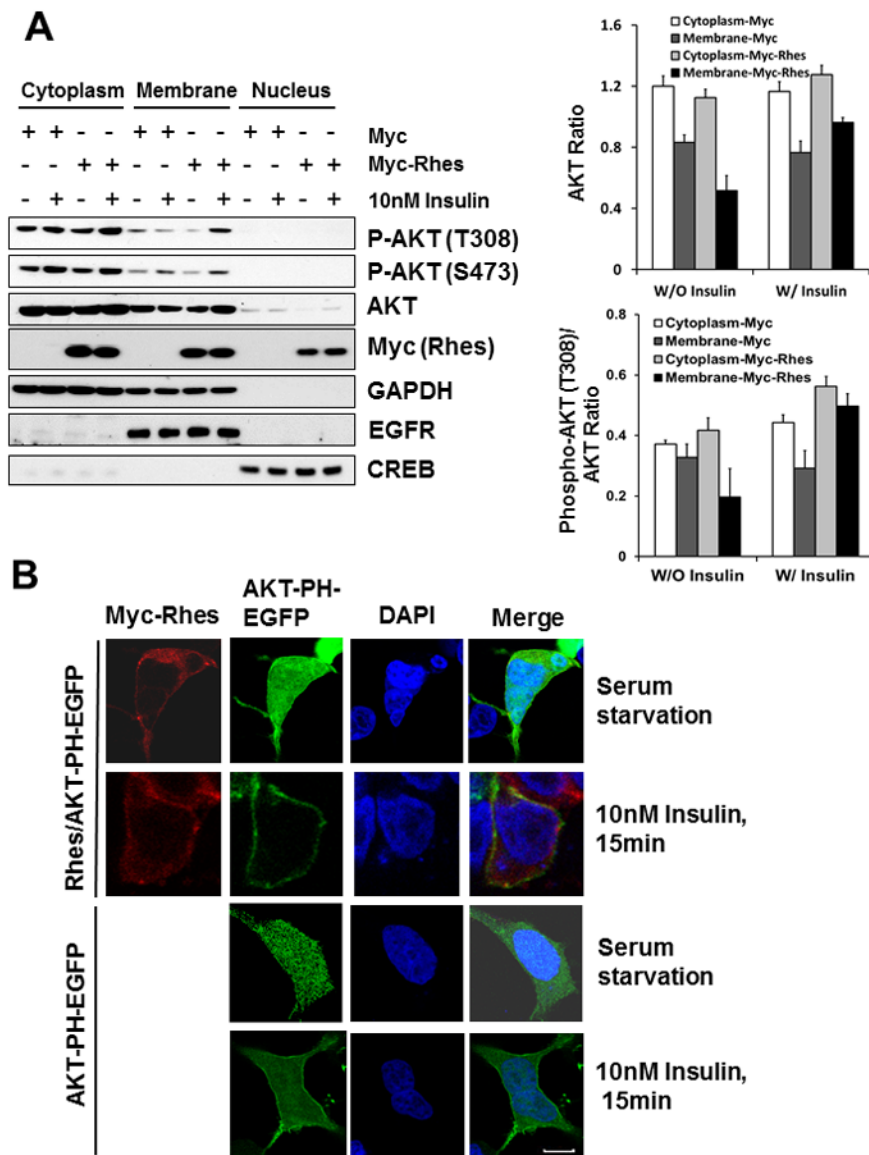 A
Cytoplasm Membrane Nucleus
+ + - - + + - - + + - - Myc
- - + + - - + + - - + + Myc-Rhes
- + - + - + - + - + - + 10nM Insulin
P-AKT (T308)
P-AKT (S473)
AKT
Myc (Rhes)
GAPDH
EGFR
CREB
AKT Ratio
1.6
1.2
0.8
0.4
0
Cytoplasm-Myc
Membrane-Myc
Cytoplasm-Myc-Rhes
Membrane-Myc-Rhes
W/O Insulin W/ Insulin
Phospho-AKT (T308)/
AKT Ratio
0.8
0.6
0.4
0.2
0
Cytoplasm-Myc
Membrane-Myc
Cytoplasm-Myc-Rhes
Membrane-Myc-Rhes
W/O Insulin W/ Insulin
B
Myc-Rhes
AKT-PH-
EGFP
DAPI
Merge
Rhes/AKT-PH-EGFP
Serum
starvation
10nM Insulin,
15min
AKT-PH-EGFP
Serum
starvation
10nM Insulin,
15min